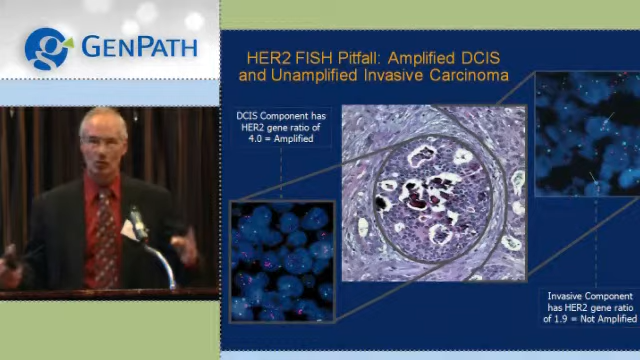 GENPATH
HER2 FISH Pitfall: Amplified DCIS
and Unamplified Invasive Carcinoma
DCIS Component has
HER2 gene ratio of
4.0 = Amplified
Invasive Component
has HER2 gene ratio
of 1.9 = Not Amplified